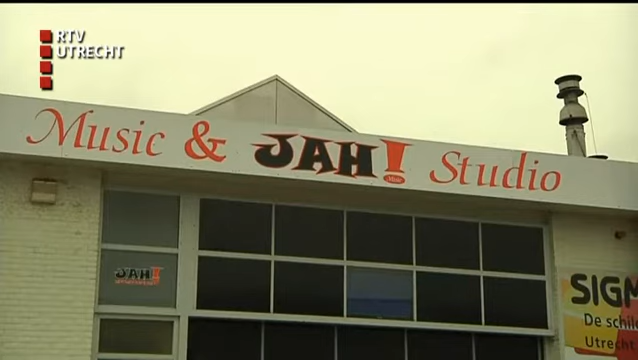 RTV
UTRECHT
Music & JAH! Studio
JAH!
SIGM
De schil
Utrech